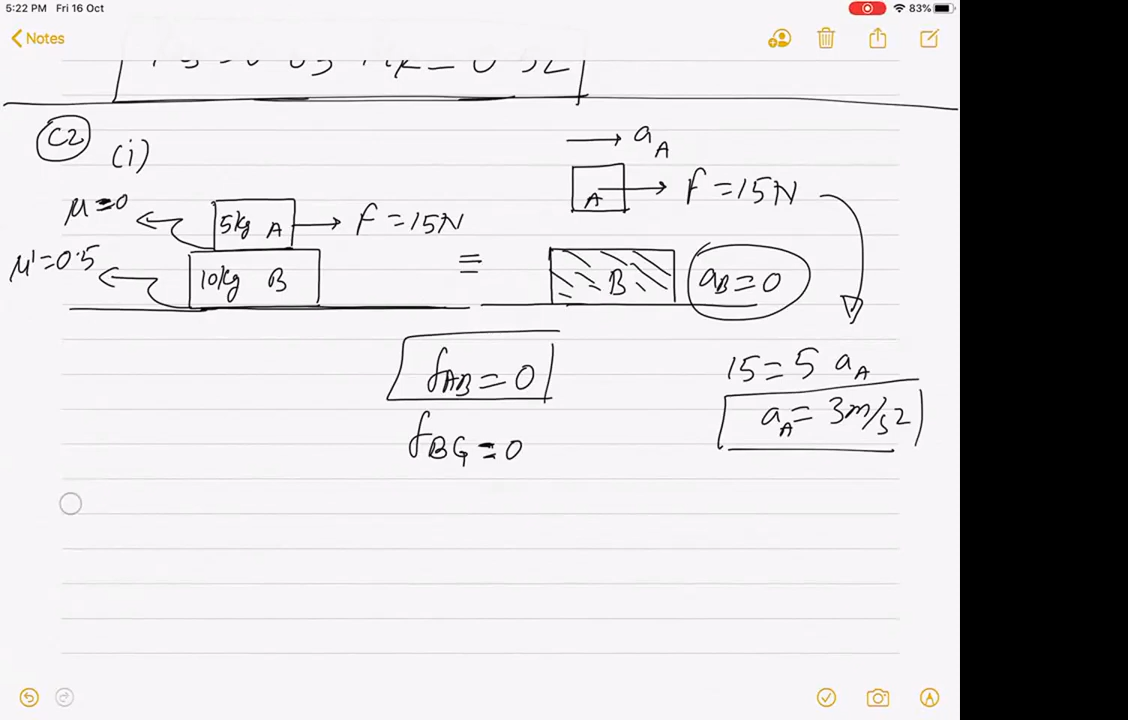 5:22 PM Fri 16 Oct
83%
Notes
C2 (i)
a_A
A F = 15N
μ = 0
5kg A F = 15N
μ' = 0.5
10kg B
=
B a_B = 0
f_AB = 0
15 = 5 a_A
a_A = 3m/s2
f_BG = 0